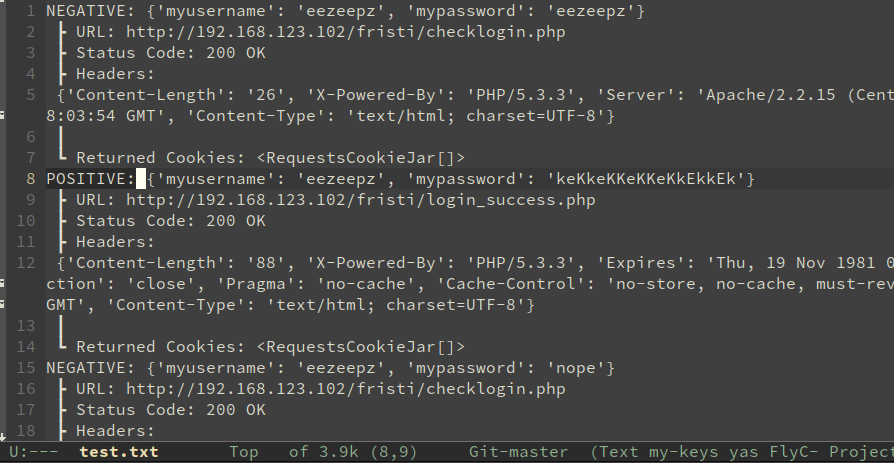 1 NEGATIVE: {'myusername': 'eezeepz', 'mypassword': 'eezeepz'}
2 ┣ URL: http://192.168.123.102/fristi/checklogin.php
3 ┣ Status Code: 200 OK
4 ┣ Headers:
5 {'Content-Length': '26', 'X-Powered-By': 'PHP/5.3.3', 'Server': 'Apache/2.2.15 (Cent
8:03:54 GMT', 'Content-Type': 'text/html; charset=UTF-8'}
6 ┃
7 ┗ Returned Cookies: <RequestsCookieJar[]>
8 POSITIVE: {'myusername': 'eezeepz', 'mypassword': 'keKkeKKeKKeKkEkkEk'}
9 ┣ URL: http://192.168.123.102/fristi/login_success.php
10 ┣ Status Code: 200 OK
11 ┣ Headers:
12 {'Content-Length': '88', 'X-Powered-By': 'PHP/5.3.3', 'Expires': 'Thu, 19 Nov 1981 0
ction': 'close', 'Pragma': 'no-cache', 'Cache-Control': 'no-store, no-cache, must-rev
GMT', 'Content-Type': 'text/html; charset=UTF-8'}
13 ┃
14 ┗ Returned Cookies: <RequestsCookieJar[]>
15 NEGATIVE: {'myusername': 'eezeepz', 'mypassword': 'nope'}
16 ┣ URL: http://192.168.123.102/fristi/checklogin.php
17 ┣ Status Code: 200 OK
18 ┣ Headers:
U:--- test.txt Top of 3.9k (8,9) Git-master (Text my-keys yas FlyC- Project